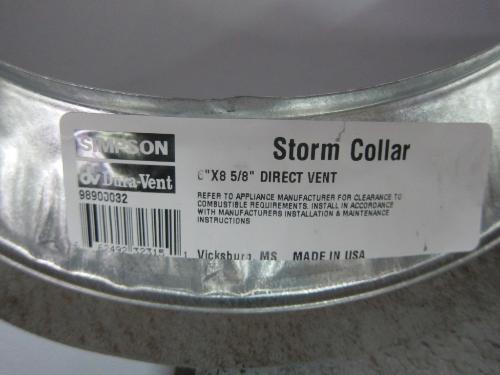 SIMPSON
Dura-Vent
98900032
Storm Collar
6"X8 5/8" DIRECT VENT
REFER TO APPLIANCE MANUFACTURER FOR CLEARANCE TO
COMBUSTIBLE REQUIREMENTS. INSTALL IN ACCORDANCE
WITH MANUFACTURERS INSTALLATION & MAINTENANCE
INSTRUCTIONS
Vicksburg, MS MADE IN USA